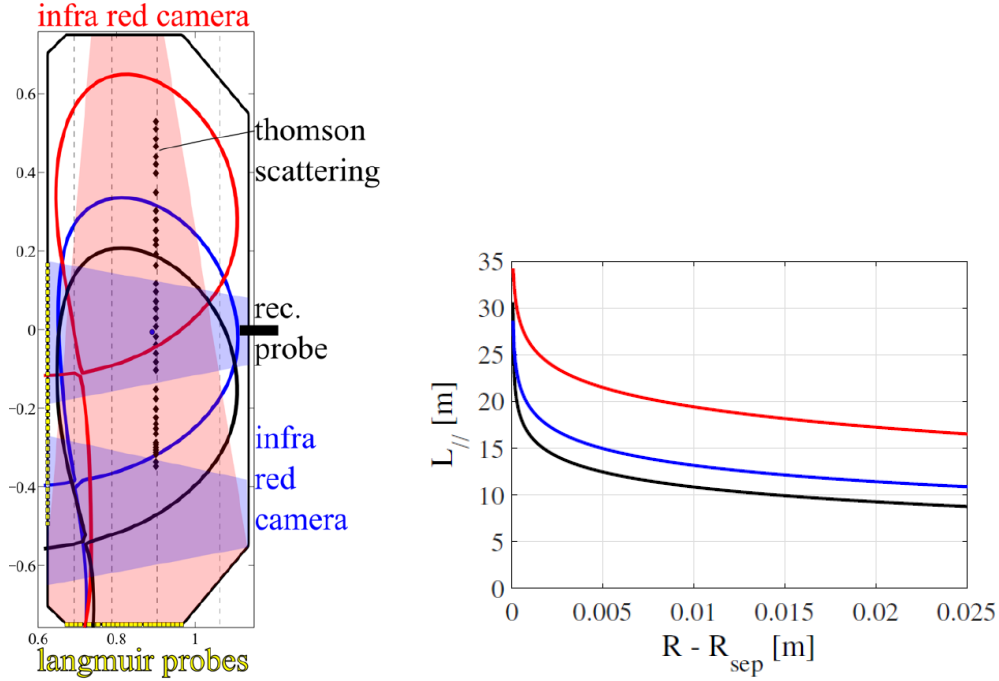 infra red camera
0.6
0.4
0.2
0
−0.2
−0.4
−0.6
0.6
0.8
1
thomson
scattering
rec.
probe
infra
red
camera
langmuir probes
35
30
25
20
15
10
5
0
L// [m]
0
0.005
0.01
0.015
0.02
0.025
R - Rsep [m]